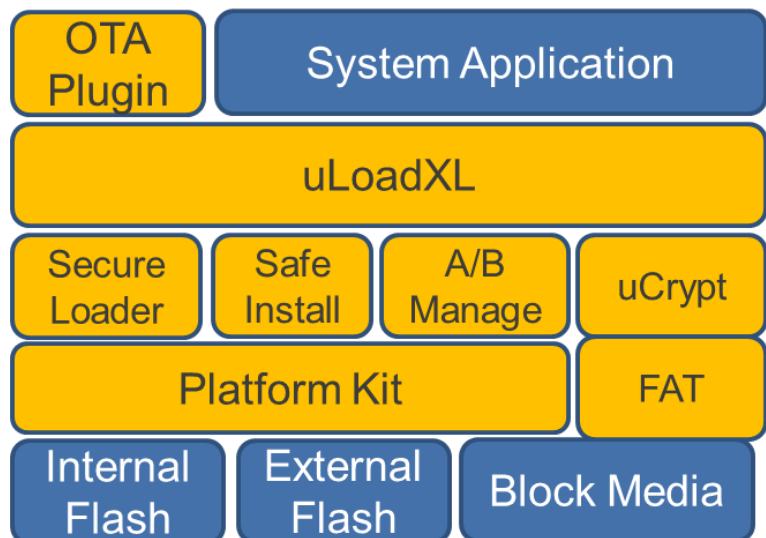 OTA
Plugin
System Application
uLoadXL
Secure
Loader
Safe
Install
A/B
Manage
uCrypt
Platform Kit
FAT
Internal
Flash
External
Flash
Block Media